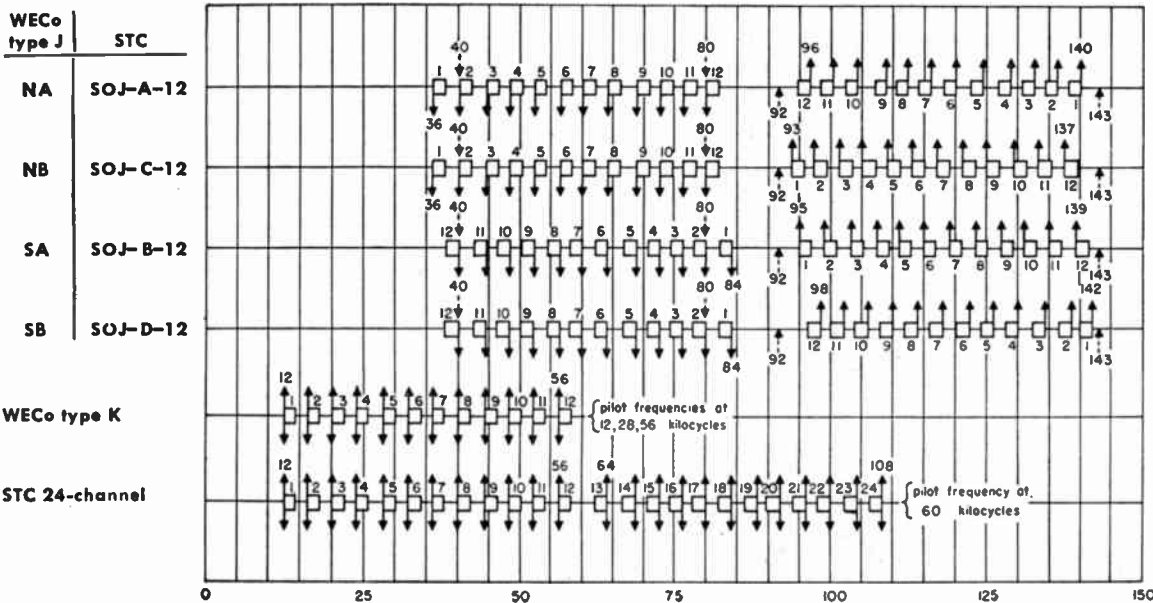 WECo type J STC
40 80 96 140
NA SOJ-A-12 1 2 3 4 5 6 7 8 9 10 11 12 12 11 10 9 8 7 6 5 4 3 2 1
36 40 80 92 93 137 143
NB SOJ-C-12 1 2 3 4 5 6 7 8 9 10 11 12 1 2 3 4 5 6 7 8 9 10 11 12
36 40 80 92 95 139 143
SA SOJ-B-12 12 11 10 9 8 7 6 5 4 3 2 1 1 2 3 4 5 6 7 8 9 10 11 12
40 80 84 92 98 142 143
SB SOJ-D-12 12 11 10 9 8 7 6 5 4 3 2 1 12 11 10 9 8 7 6 5 4 3 2 1
84 92 143
12 56
WECo type K 1 2 3 4 5 6 7 8 9 10 11 12 pilot frequencies at
12,28,56 kilocycles
12 56 64 108
STC 24-channel 1 2 3 4 5 6 7 8 9 10 11 12 13 14 15 16 17 18 19 20 21 22 23 24 pilot frequency at.
60 kilocycles
0 25 50 75 100 125 150